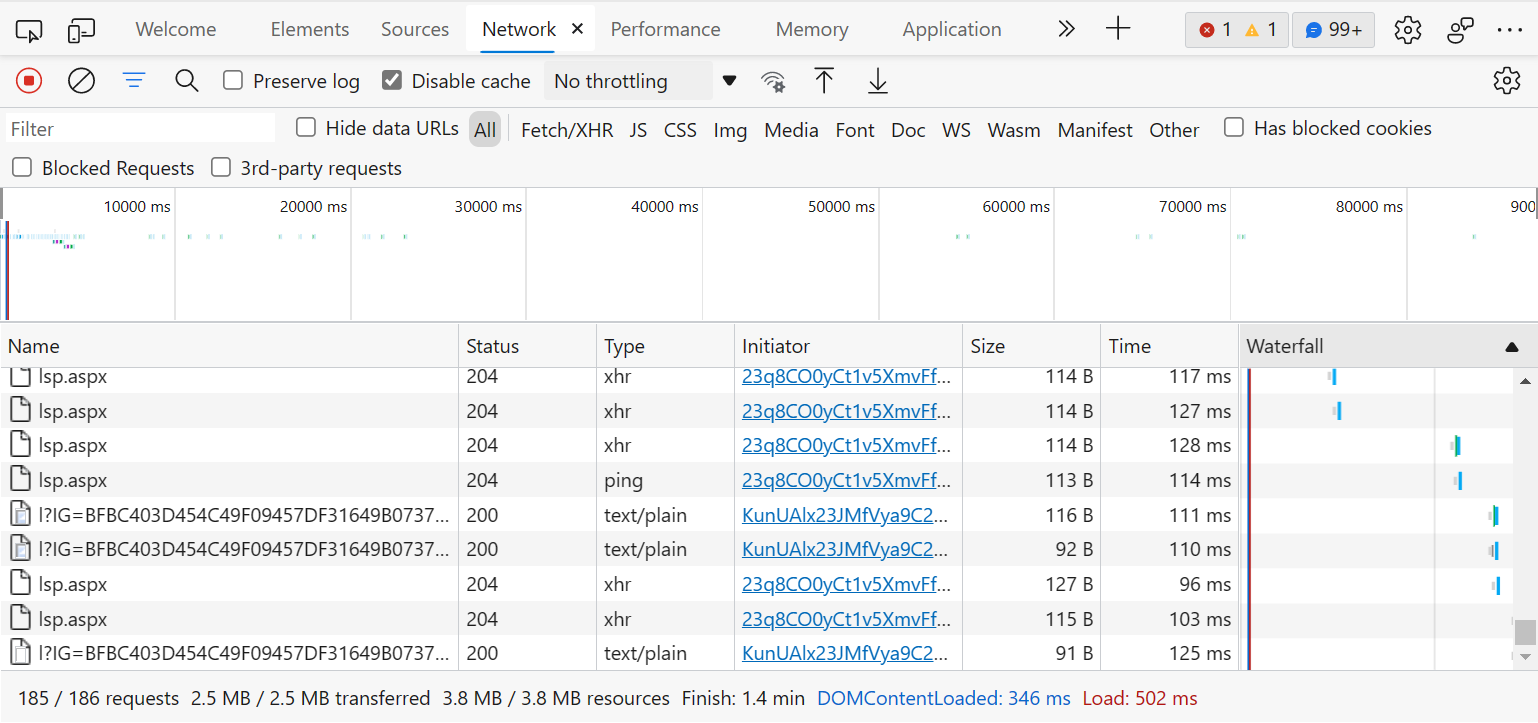 Welcome Elements Sources Network × Performance Memory Application 1 1 99+
Preserve log Disable cache No throttling
Filter Hide data URLs All Fetch/XHR JS CSS Img Media Font Doc WS Wasm Manifest Other Has blocked cookies
Blocked Requests 3rd-party requests
10000 ms 20000 ms 30000 ms 40000 ms 50000 ms 60000 ms 70000 ms 80000 ms 900
Name Status Type Initiator Size Time Waterfall
lsp.aspx 204 xhr 23q8CO0yCt1v5XmvFf... 114 B 117 ms
lsp.aspx 204 xhr 23q8CO0yCt1v5XmvFf... 114 B 127 ms
lsp.aspx 204 xhr 23q8CO0yCt1v5XmvFf... 114 B 128 ms
lsp.aspx 204 ping 23q8CO0yCt1v5XmvFf... 113 B 114 ms
l?IG=BFBC403D454C49F09457DF31649B0737... 200 text/plain KunUAlx23JMfVya9C2... 116 B 111 ms
l?IG=BFBC403D454C49F09457DF31649B0737... 200 text/plain KunUAlx23JMfVya9C2... 92 B 110 ms
lsp.aspx 204 xhr 23q8CO0yCt1v5XmvFf... 127 B 96 ms
lsp.aspx 204 xhr 23q8CO0yCt1v5XmvFf... 115 B 103 ms
l?IG=BFBC403D454C49F09457DF31649B0737... 200 text/plain KunUAlx23JMfVya9C2... 91 B 125 ms
185 / 186 requests 2.5 MB / 2.5 MB transferred 3.8 MB / 3.8 MB resources Finish: 1.4 min DOMContentLoaded: 346 ms Load: 502 ms